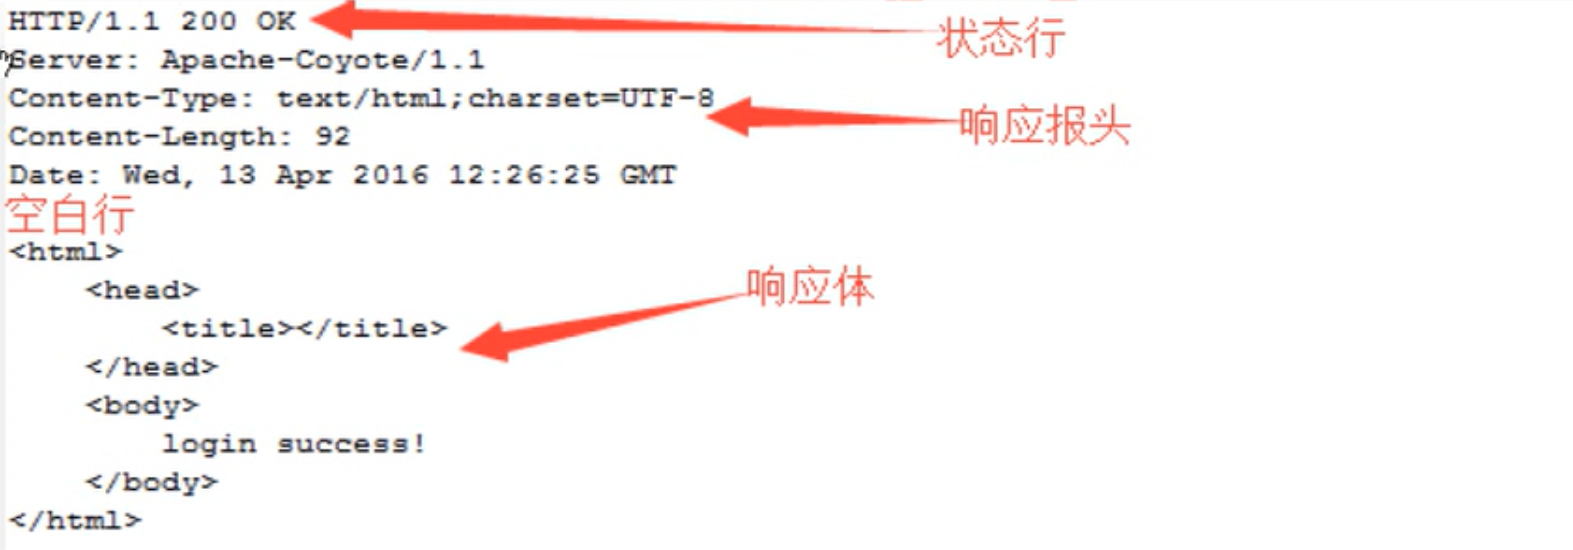 HTTP/1.1 200 OK
状态行
Server: Apache-Coyote/1.1
Content-Type: text/html;charset=UTF-8
响应报头
Content-Length: 92
Date: Wed, 13 Apr 2016 12:26:25 GMT
空白行
<html>
<head>
响应体
<title></title>
</head>
<body>
login success!
</body>
</html>